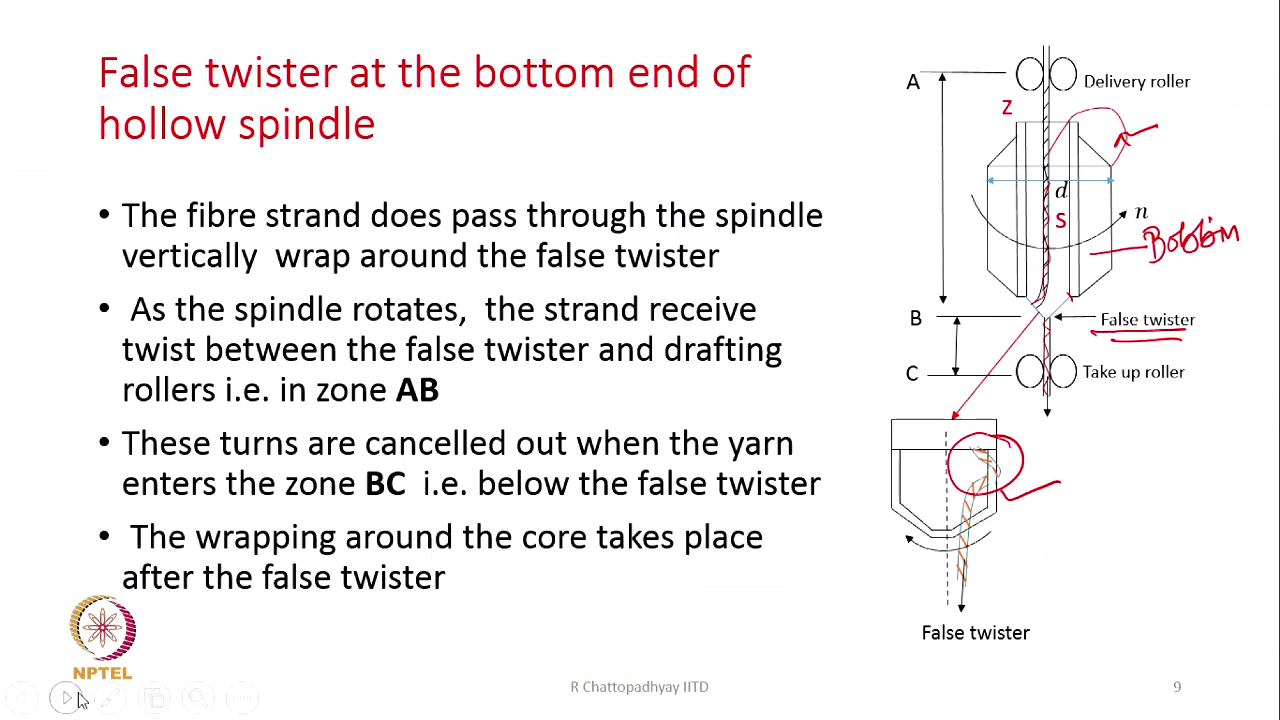 False twister at the bottom end of
hollow spindle
• The fibre strand does pass through the spindle
vertically wrap around the false twister
• As the spindle rotates, the strand receive
twist between the false twister and drafting
rollers i.e. in zone AB
• These turns are cancelled out when the yarn
enters the zone BC i.e. below the false twister
• The wrapping around the core takes place
after the false twister
A
Delivery roller
Z
d
S
n
Bobbin
B
False twister
C
Take up roller
False twister
NPTEL
R Chattopadhyay IITD
9